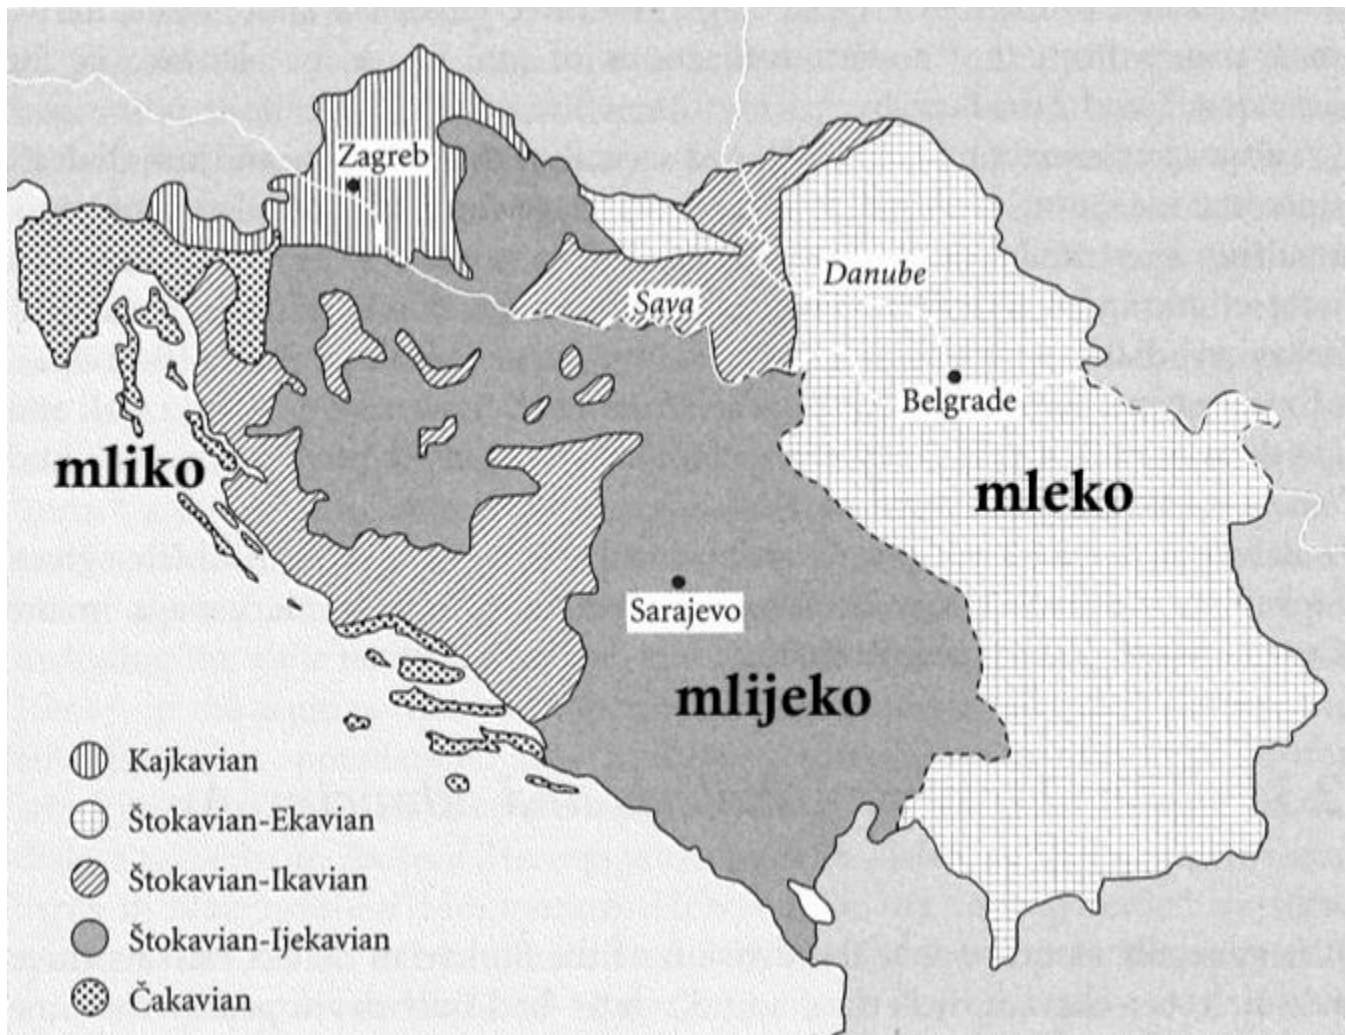 Zagreb
Danube
Sava
Belgrade
mliko
mleko
Sarajevo
mlijeko
Kajkavian
Štokavian-Ekavian
Štokavian-Ikavian
Štokavian-Ijekavian
Čakavian